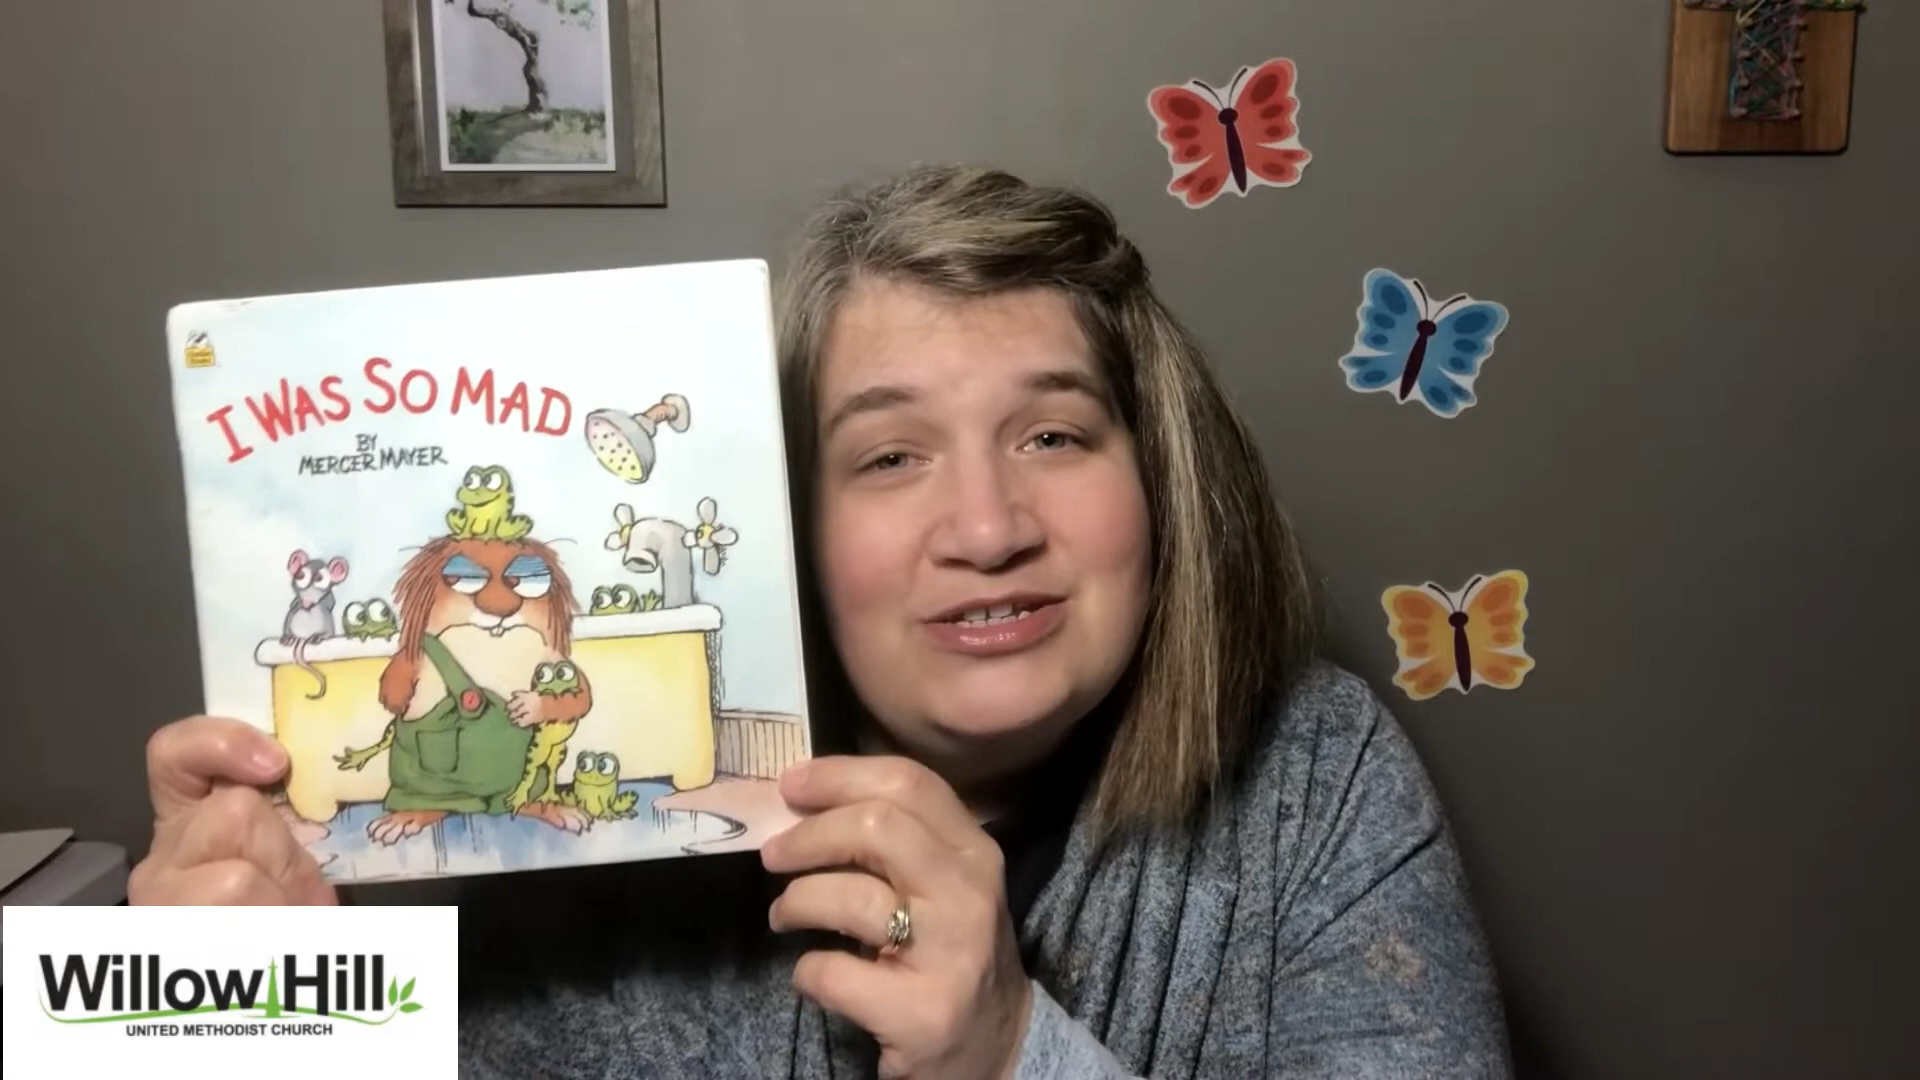 I WAS SO MAD
BY
MERCER MAYER
Willow Hill
UNITED METHODIST CHURCH